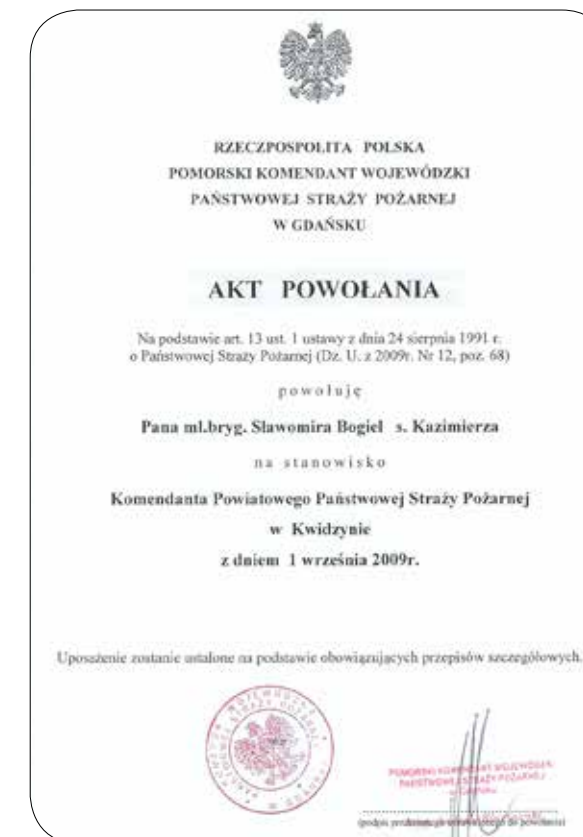 RZECZPOSPOLITA POLSKA
POMORSKI KOMENDANT WOJEWÓDZKI
PAŃSTWOWEJ STRAŻY POŻARNEJ
W GDAŃSKU
AKT POWOŁANIA
Na podstawie art. 13 ust. 1 ustawy z dnia 24 sierpnia 1991 r.
o Państwowej Straży Pożarnej (Dz. U. z 2009r. Nr 12, poz. 68)
powołuję
Pana mł.bryg. Sławomira Bogiel s. Kazimierza
na stanowisko
Komendanta Powiatowego Państwowej Straży Pożarnej
w Kwidzynie
z dniem 1 września 2009r.
Uposażenie zostanie ustalone na podstawie obowiązujących przepisów szczegółowych.
POMORSKI KOMENDANT WOJEWÓDZKI
PAŃSTWOWEJ STRAŻY POŻARNEJ
(podpis do powołania)